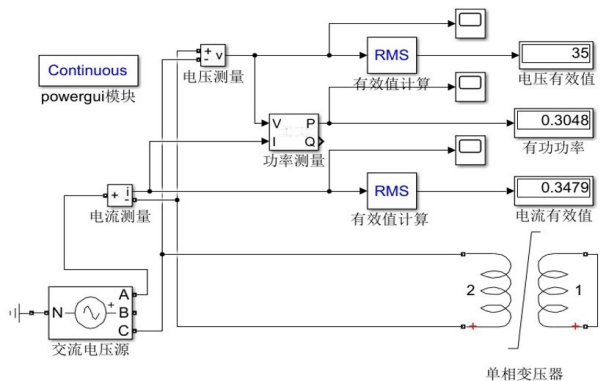 RMS
35
+
-
v
电压测量
有效值计算
电压有效值
Continuous
powergui模块
V
P
I
Q
0.3048
功率测量
有功功率
+
i
-
电流测量
RMS
0.3479
有效值计算
电流有效值
N
A
B
C
+
交流电压源
2
1
+
+
单相变压器